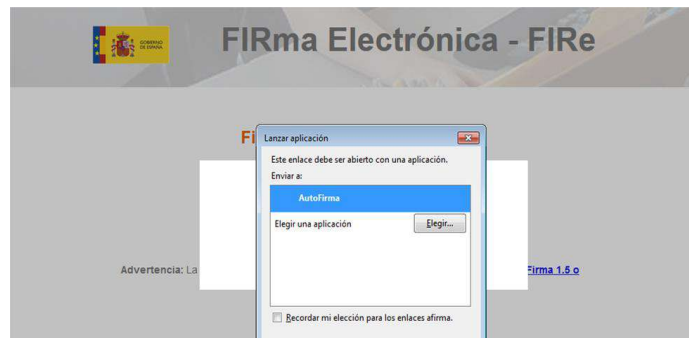 GOBIERNO
DE ESPAÑA
FIRma Electrónica - FIRe
Fi
Lanzar aplicación
Este enlace debe ser abierto con una aplicación.
Enviar a:
AutoFirma
Elegir una aplicación
Elegir...
Advertencia: La
Firma 1.5 o
Recordar mi elección para los enlaces afirma.